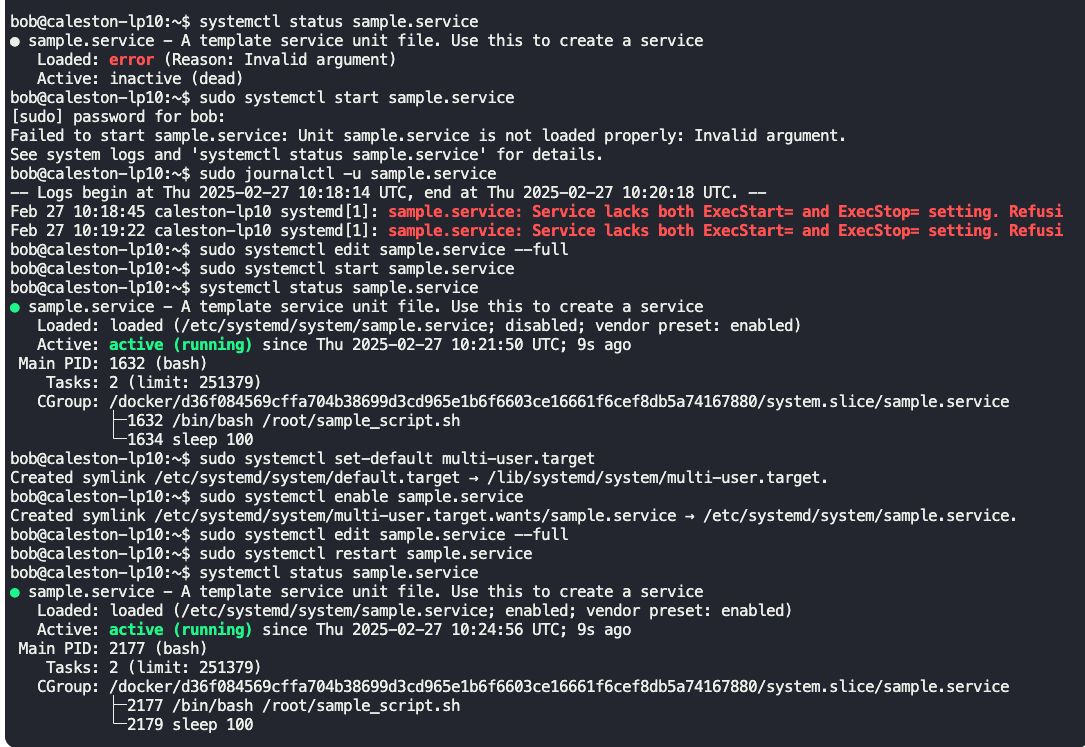 bob@caleston-lp10:~$ systemctl status sample.service
● sample.service – A template service unit file. Use this to create a service
Loaded: error (Reason: Invalid argument)
Active: inactive (dead)
bob@caleston-lp10:~$ sudo systemctl start sample.service
[sudo] password for bob:
Failed to start sample.service: Unit sample.service is not loaded properly: Invalid argument.
See system logs and 'systemctl status sample.service' for details.
bob@caleston-lp10:~$ sudo journalctl -u sample.service
-- Logs begin at Thu 2025-02-27 10:18:14 UTC, end at Thu 2025-02-27 10:20:18 UTC. --
Feb 27 10:18:45 caleston-lp10 systemd[1]: sample.service: Service lacks both ExecStart= and ExecStop= setting. Refusi
Feb 27 10:19:22 caleston-lp10 systemd[1]: sample.service: Service lacks both ExecStart= and ExecStop= setting. Refusi
bob@caleston-lp10:~$ sudo systemctl edit sample.service --full
bob@caleston-lp10:~$ sudo systemctl start sample.service
bob@caleston-lp10:~$ systemctl status sample.service
● sample.service – A template service unit file. Use this to create a service
Loaded: loaded (/etc/systemd/system/sample.service; disabled; vendor preset: enabled)
Active: active (running) since Thu 2025-02-27 10:21:50 UTC; 9s ago
Main PID: 1632 (bash)
Tasks: 2 (limit: 251379)
CGroup: /docker/d36f084569cffa704b38699d3cd965e1b6f6603ce16661f6cef8db5a74167880/system.slice/sample.service
├─1632 /bin/bash /root/sample_script.sh
└─1634 sleep 100
bob@caleston-lp10:~$ sudo systemctl set-default multi-user.target
Created symlink /etc/systemd/system/default.target → /lib/systemd/system/multi-user.target.
bob@caleston-lp10:~$ sudo systemctl enable sample.service
Created symlink /etc/systemd/system/multi-user.target.wants/sample.service → /etc/systemd/system/sample.service.
bob@caleston-lp10:~$ sudo systemctl edit sample.service --full
bob@caleston-lp10:~$ sudo systemctl restart sample.service
bob@caleston-lp10:~$ systemctl status sample.service
● sample.service – A template service unit file. Use this to create a service
Loaded: loaded (/etc/systemd/system/sample.service; enabled; vendor preset: enabled)
Active: active (running) since Thu 2025-02-27 10:24:56 UTC; 9s ago
Main PID: 2177 (bash)
Tasks: 2 (limit: 251379)
CGroup: /docker/d36f084569cffa704b38699d3cd965e1b6f6603ce16661f6cef8db5a74167880/system.slice/sample.service
├─2177 /bin/bash /root/sample_script.sh
└─2179 sleep 100